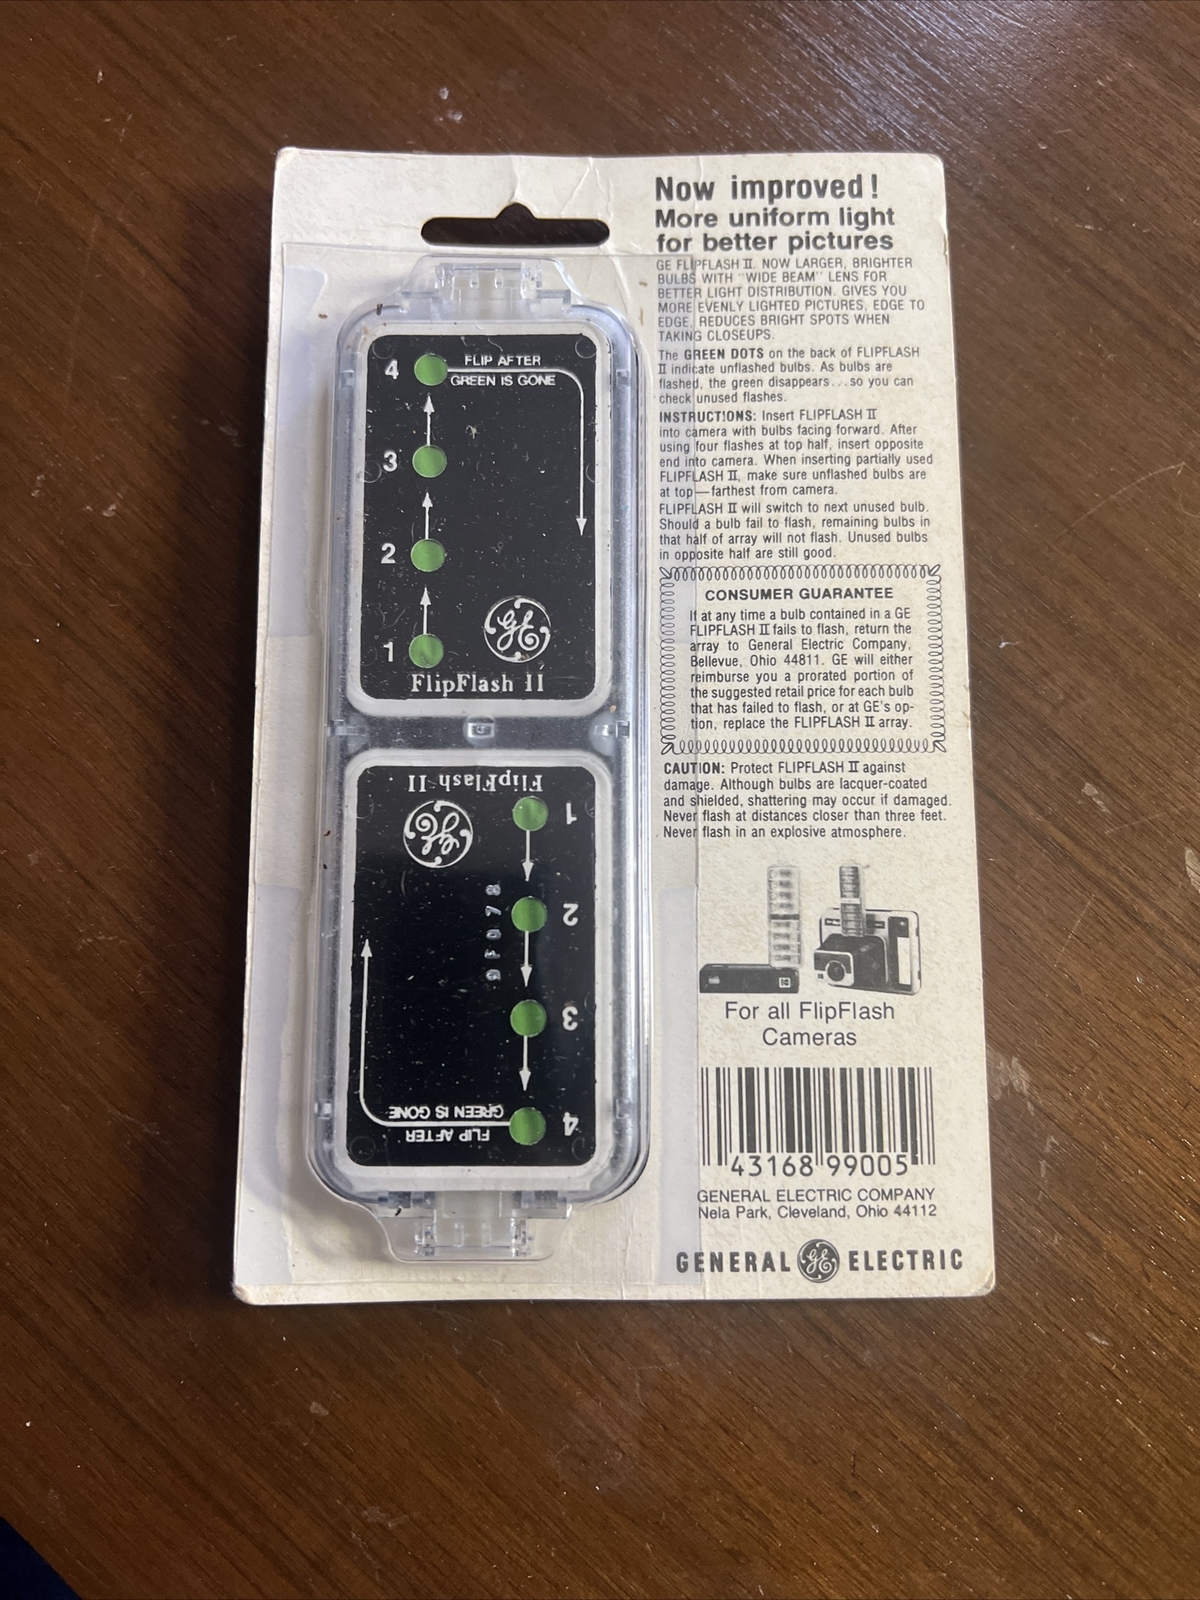 Now improved!
More uniform light
for better pictures
GE FLIPFLASH II. NOW LARGER, BRIGHTER
BULBS WITH "WIDE BEAM" LENS FOR
BETTER LIGHT DISTRIBUTION. GIVES YOU
MORE EVENLY LIGHTED PICTURES, EDGE TO
EDGE. REDUCES BRIGHT SPOTS WHEN
TAKING CLOSEUPS.
The GREEN DOTS on the back of FLIPFLASH
II indicate unflashed bulbs. As bulbs are
flashed, the green disappears...so you can
check unused flashes.
INSTRUCTIONS: Insert FLIPFLASH II
into camera with bulbs facing forward. After
using four flashes at top half, insert opposite
end into camera. When inserting partially used
FLIPFLASH II, make sure unflashed bulbs are
at top—farthest from camera.
FLIPFLASH II will switch to next unused bulb.
Should a bulb fail to flash, remaining bulbs in
that half of array will not flash. Unused bulbs
in opposite half are still good.
CONSUMER GUARANTEE
If at any time a bulb contained in a GE
FLIPFLASH II fails to flash, return the
array to General Electric Company,
Bellevue, Ohio 44811. GE will either
reimburse you a prorated portion of
the suggested retail price for each bulb
that has failed to flash, or at GE's op-
tion, replace the FLIPFLASH II array.
CAUTION: Protect FLIPFLASH II against
damage. Although bulbs are lacquer-coated
and shielded, shattering may occur if damaged.
Never flash at distances closer than three feet.
Never flash in an explosive atmosphere.
For all FlipFlash
Cameras
43168 99005
GENERAL ELECTRIC COMPANY
Nela Park, Cleveland, Ohio 44112
GENERAL GE ELECTRIC
4 FLIP AFTER
GREEN IS GONE
3
2
1
GE
FlipFlash II
FlipFlash II
GE
1
2
3
4
GREEN IS GONE
FLIP AFTER